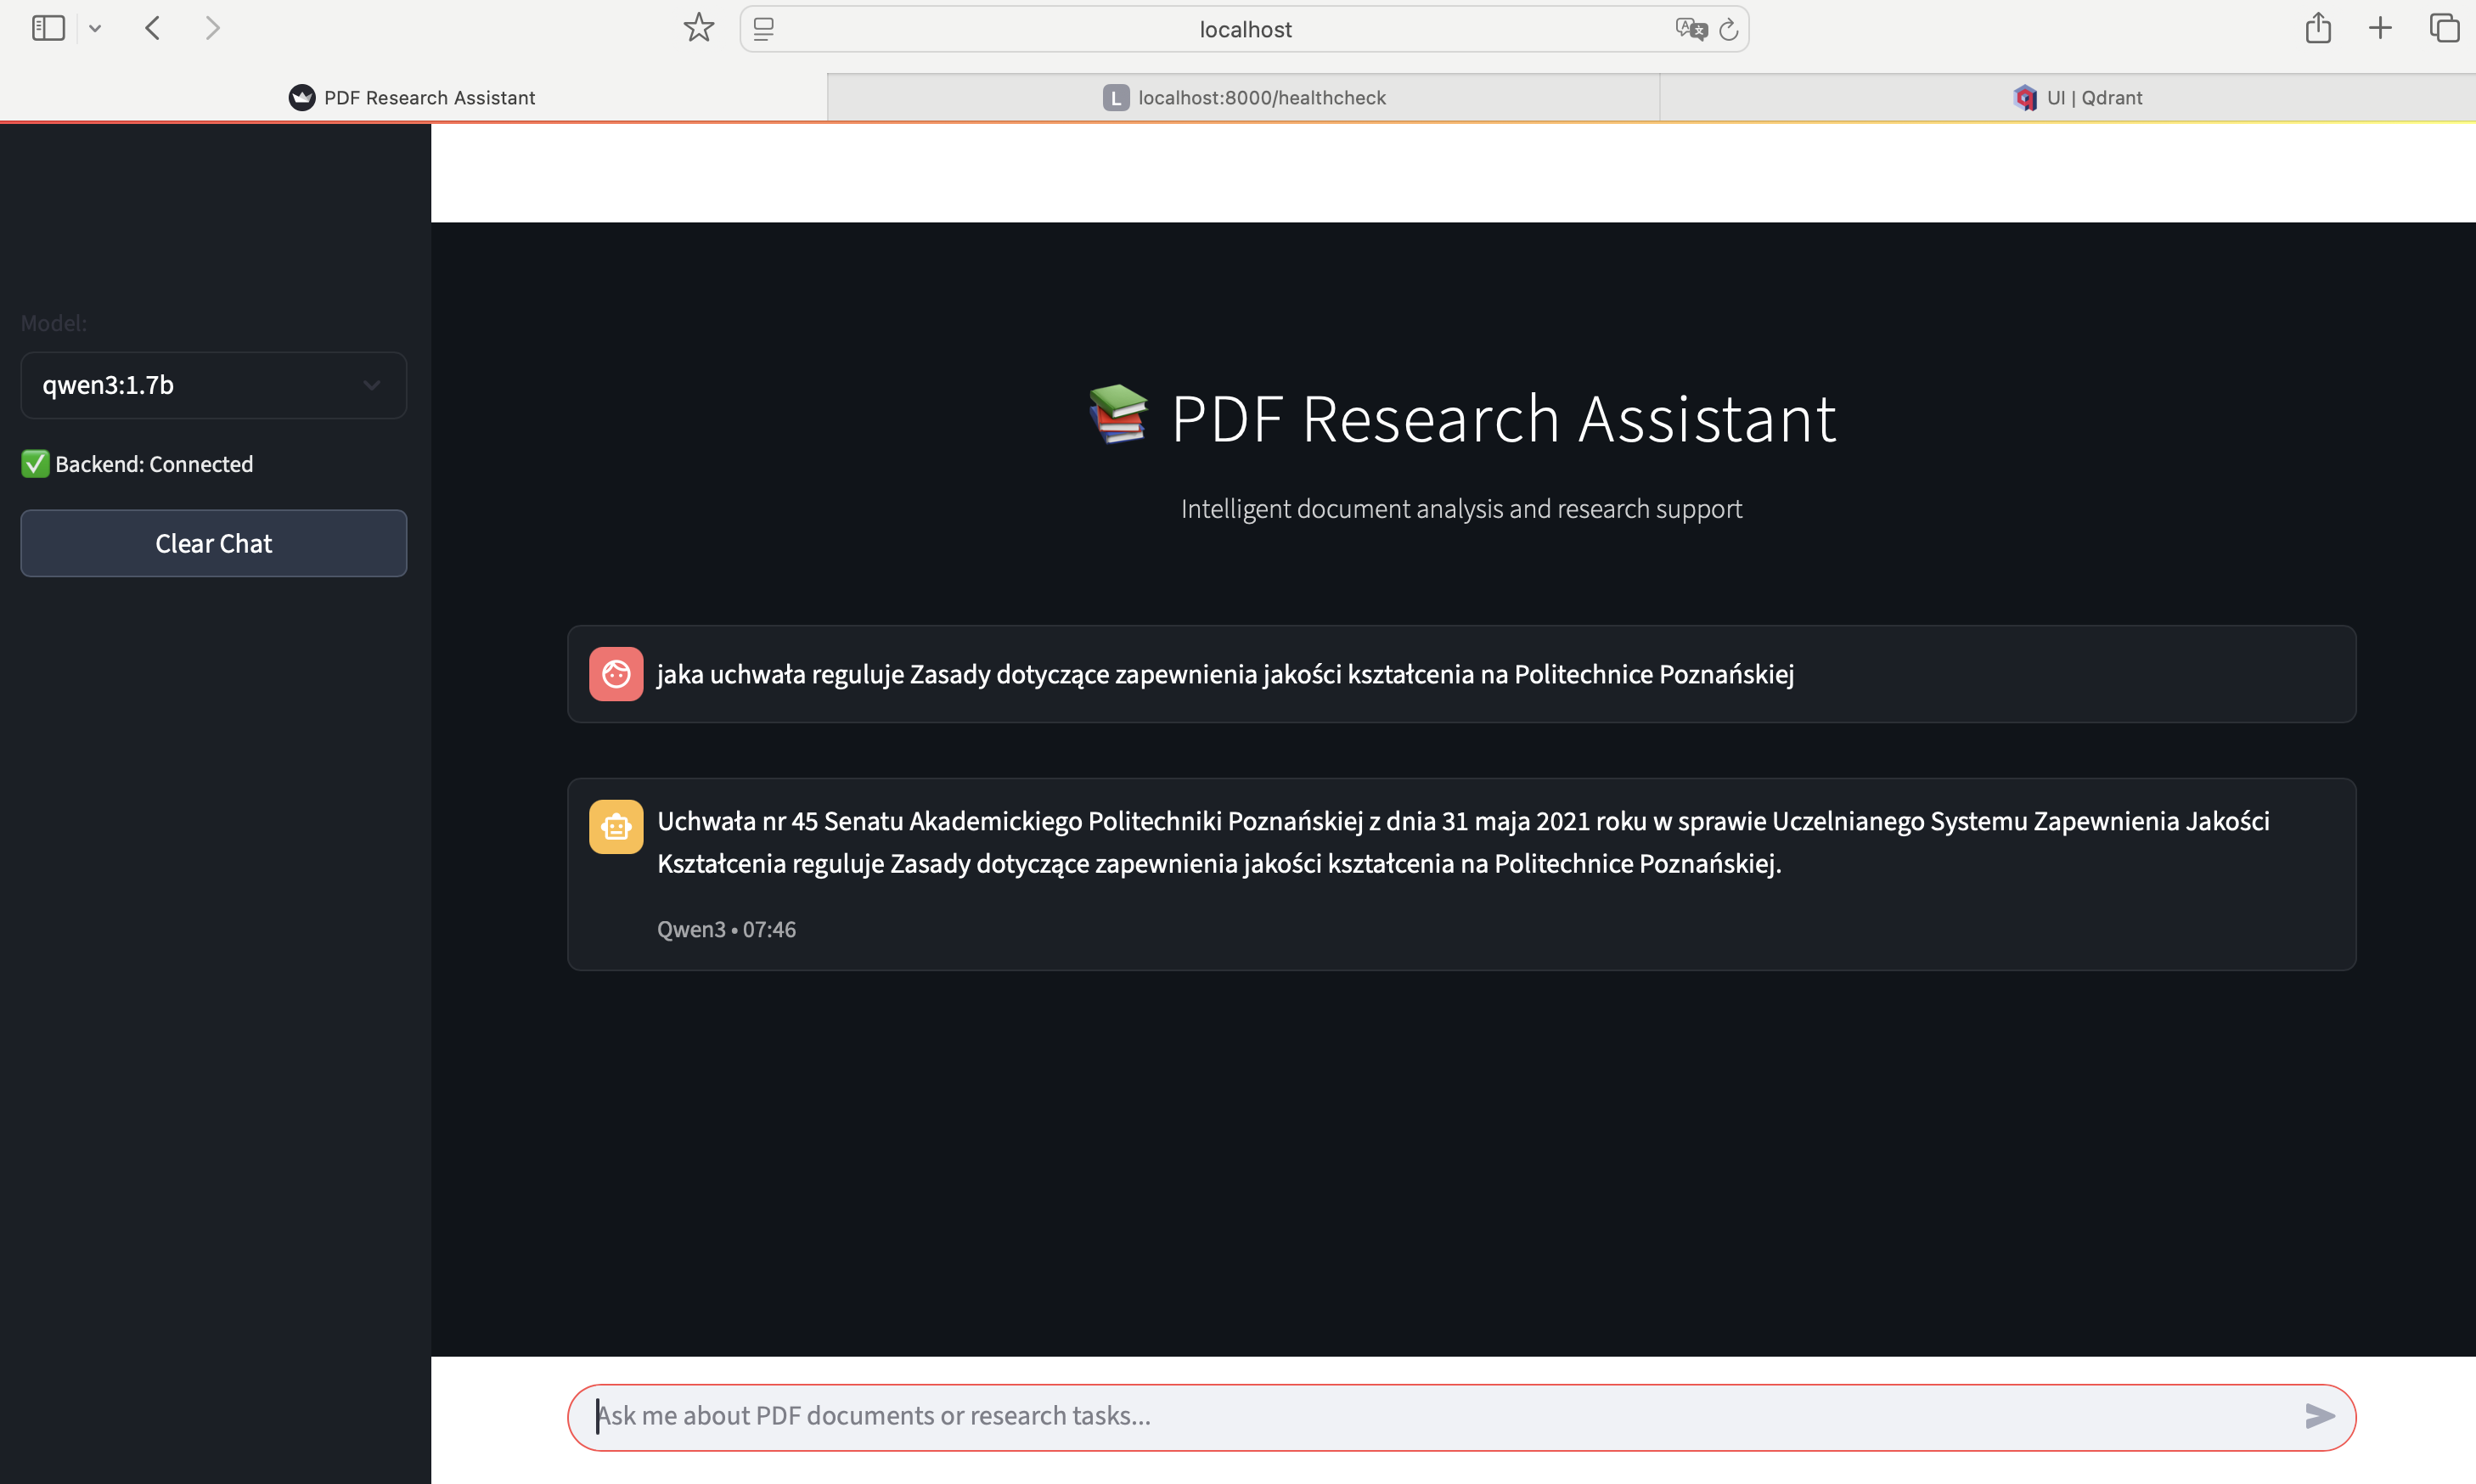 localhost
PDF Research Assistant
L localhost:8000/healthcheck
UI | Qdrant
Model:
qwen3:1.7b
✅ Backend: Connected
Clear Chat
📚 PDF Research Assistant
Intelligent document analysis and research support
jaka uchwała reguluje Zasady dotyczące zapewnienia jakości kształcenia na Politechnice Poznańskiej
Uchwała nr 45 Senatu Akademickiego Politechniki Poznańskiej z dnia 31 maja 2021 roku w sprawie Uczelnianego Systemu Zapewnienia Jakości
Kształcenia reguluje Zasady dotyczące zapewnienia jakości kształcenia na Politechnice Poznańskiej.
Qwen3 • 07:46
Ask me about PDF documents or research tasks...